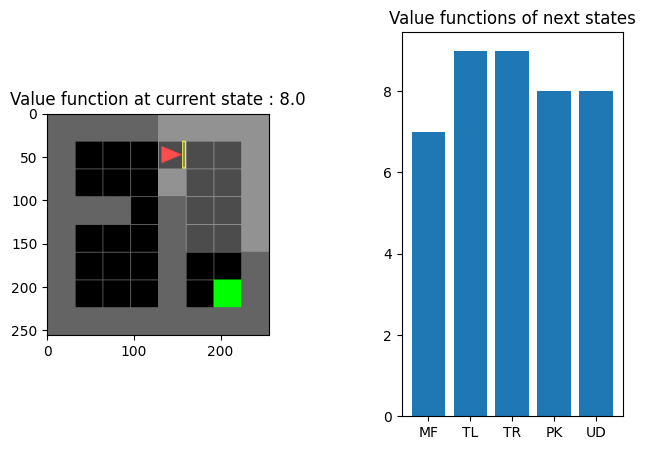 Value function at current state : 8.0
0
50
100
150
200
250
0
100
200
Value functions of next states
8
6
4
2
0
MF
TL
TR
PK
UD